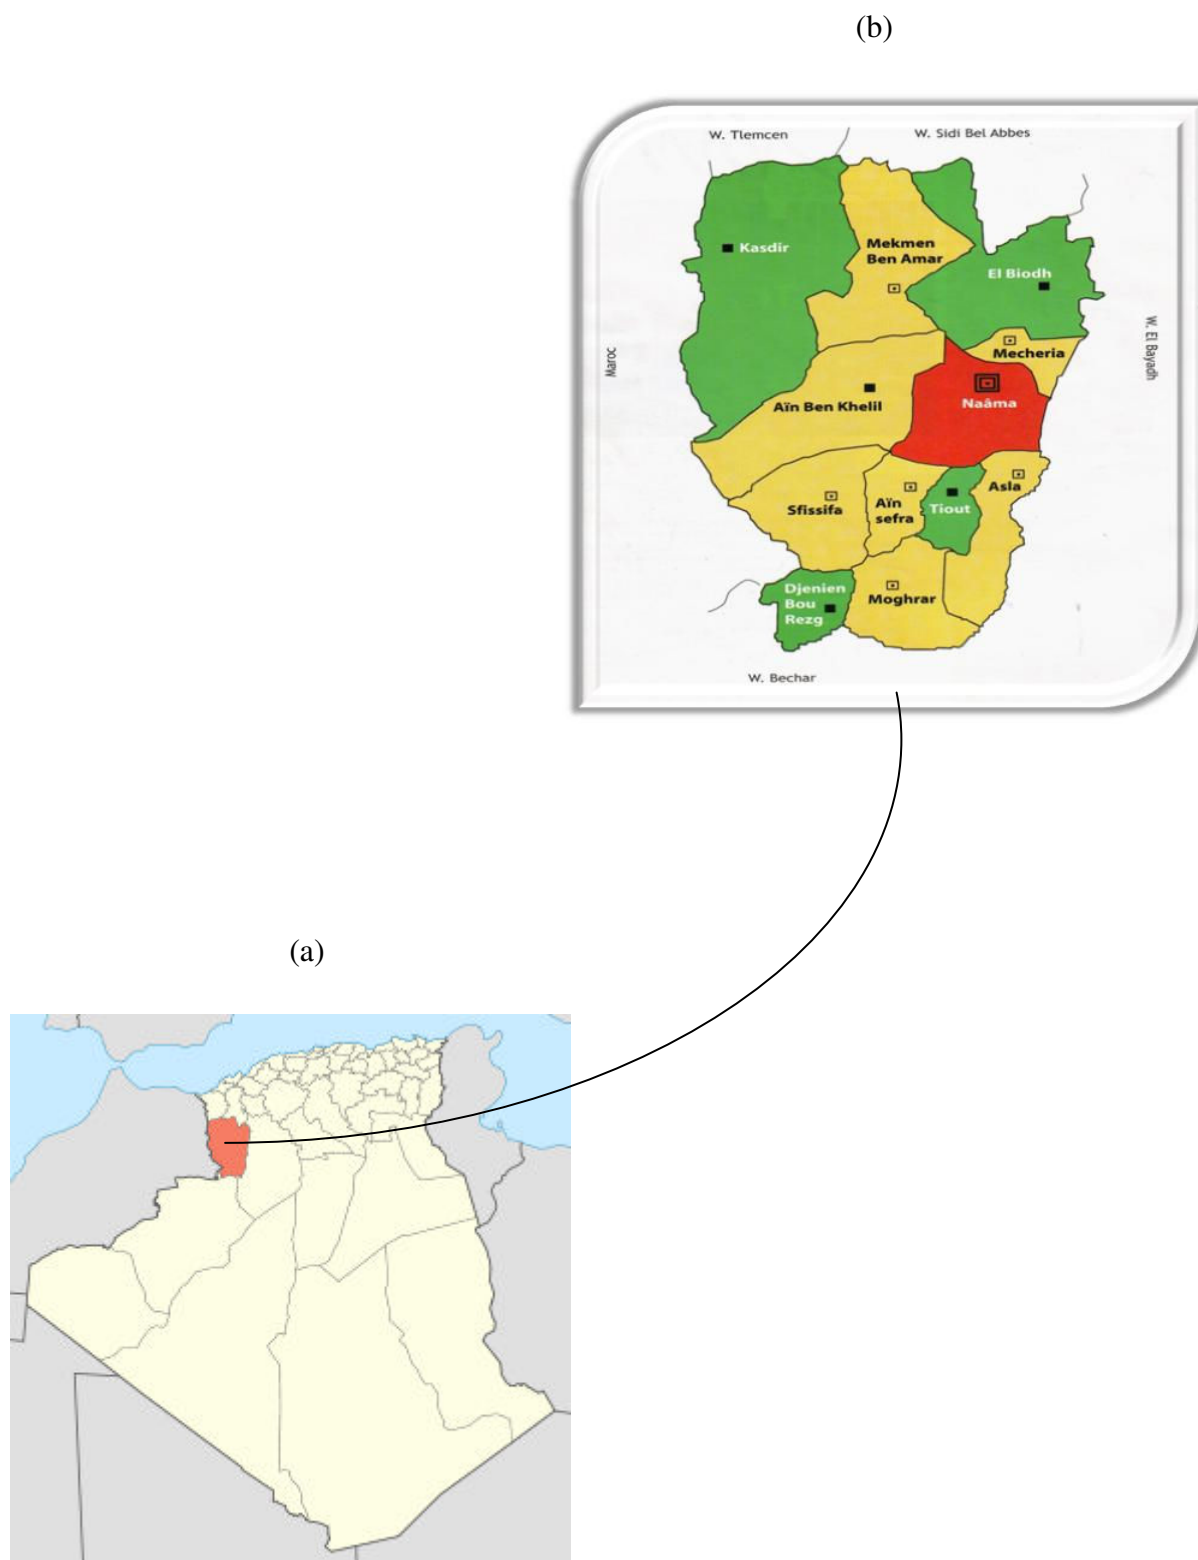 (b)
W. Tlemcen
W. Sidi Bel Abbes
Kasdir
Mekmen
Ben Amar
El Biodh
Maroc
W. El Bayadh
Mecheria
Aïn Ben Khelil
Naâma
Sfissifa
Aïn
sefra
Tiout
Asla
Djenien
Bou
Rezg
Moghrar
W. Bechar
(a)